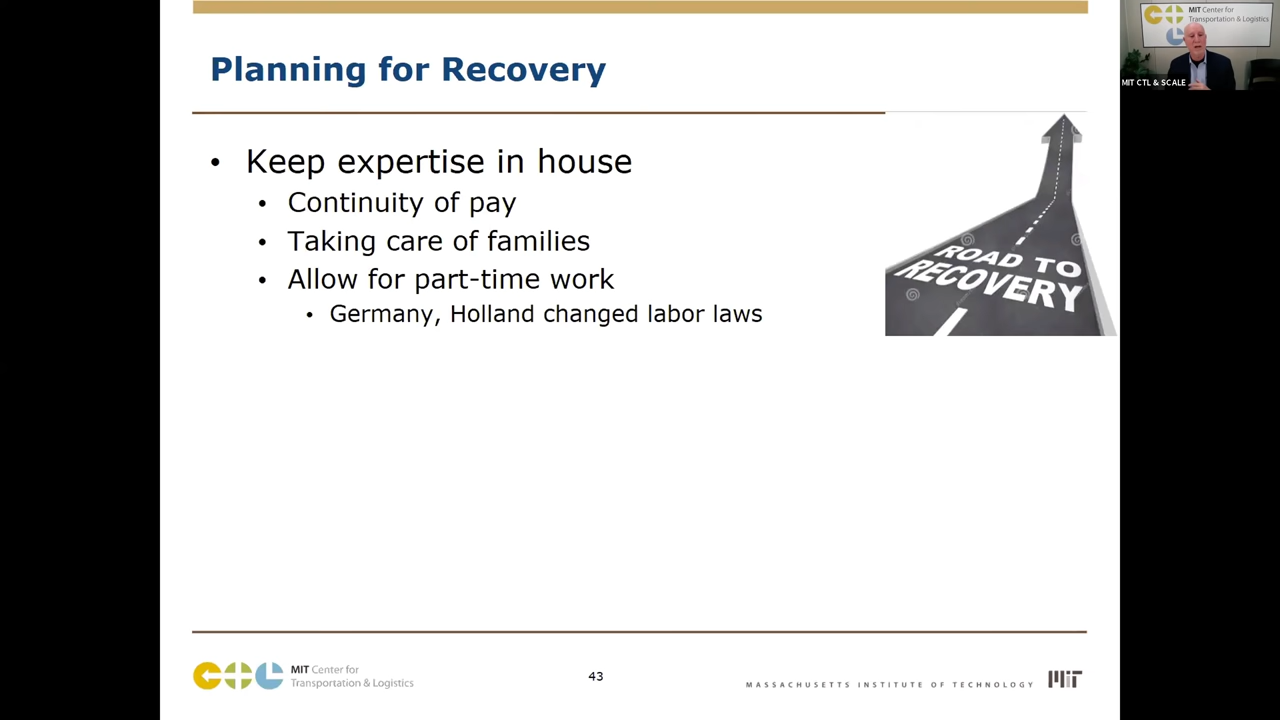 MIT Center for
Transportation & Logistics
MIT CTL & SCALE
Planning for Recovery
• Keep expertise in house
• Continuity of pay
• Taking care of families
• Allow for part-time work
• Germany, Holland changed labor laws
ROAD TO
RECOVERY
MIT Center for
Transportation & Logistics
43
MASSACHUSETTS INSTITUTE OF TECHNOLOGY
MIT